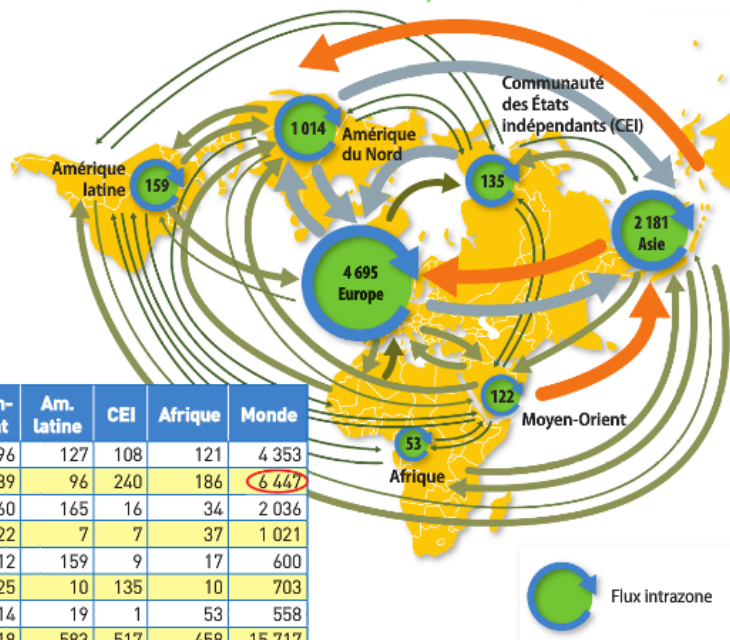 Communauté
des États
indépendants (CEI)
1 014
Amérique
du Nord
Amérique
latine
159
135
2 181
Asie
4 695
Europe
122
Moyen-Orient
53
Afrique
Am.
latine
CEI
Afrique
Monde
96 127 108 121 4 353
39 96 240 186 6 447
60 165 16 34 2 036
22 7 7 37 1 021
12 159 9 17 600
25 10 135 10 703
14 19 1 53 558
Flux intrazone